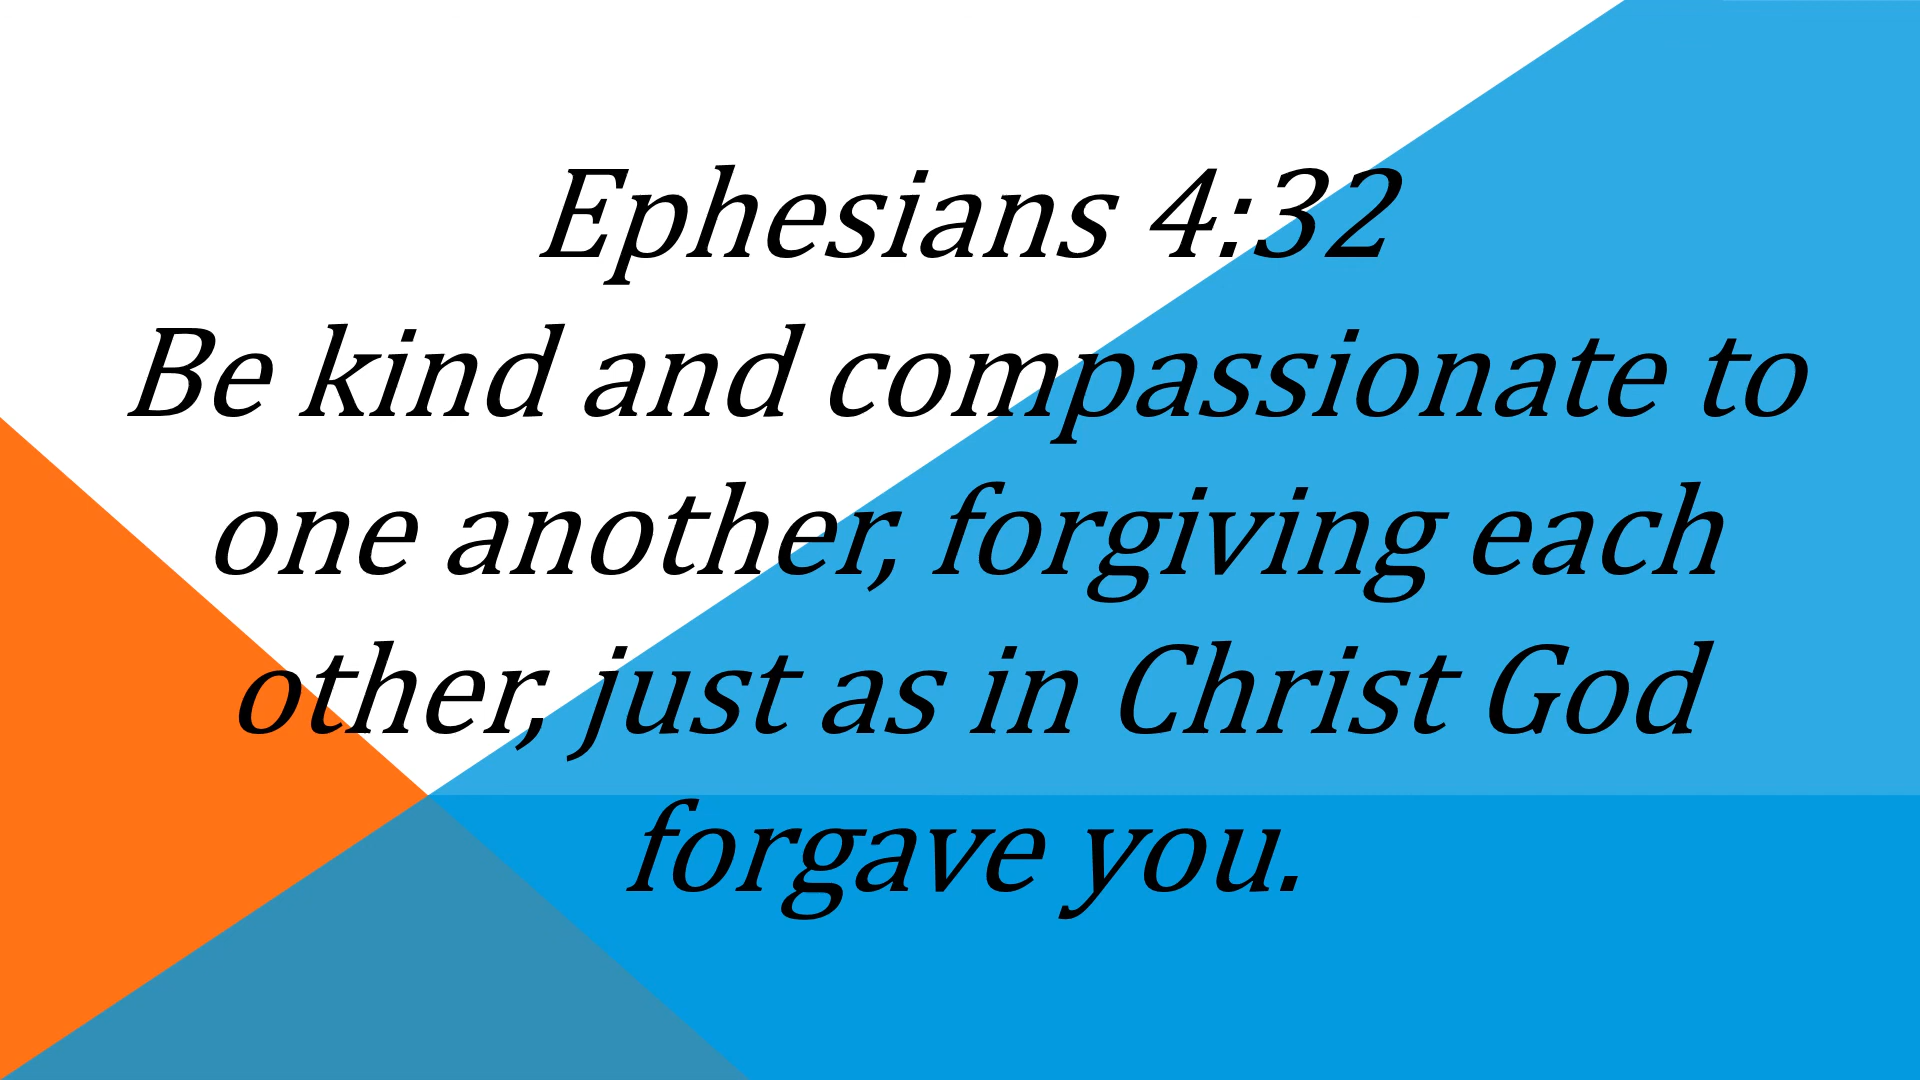 Ephesians 4:32
Be kind and compassionate to
one another, forgiving each
other, just as in Christ God
forgave you.